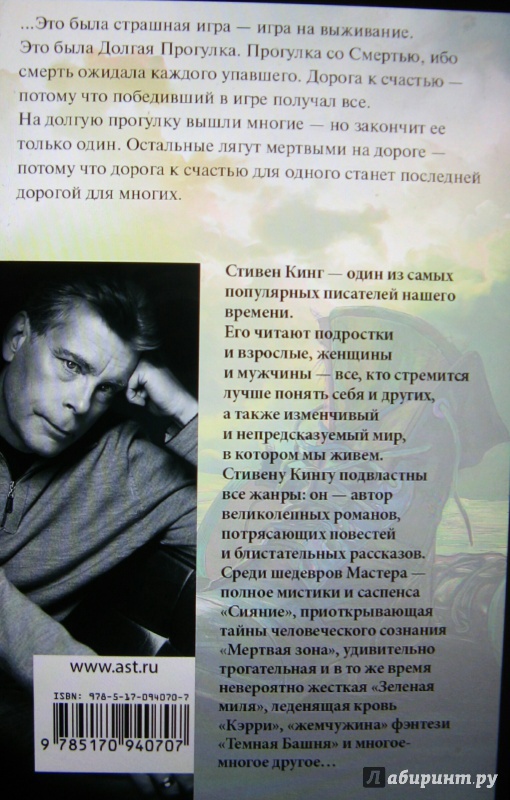 ...Это была страшная игра — игра на выживание.
Это была Долгая Прогулка. Прогулка со Смертью, ибо
смерть ожидала каждого упавшего. Дорога к счастью —
потому что победивший в игре получал все.
На долгую прогулку вышли многие — но закончит ее
только один. Остальные лягут мертвыми на дороге —
потому что дорога к счастью для одного станет последней
дорогой для многих.
Стивен Кинг — один из самых
популярных писателей нашего
времени.
Его читают подростки
и взрослые, женщины
и мужчины — все, кто стремится
лучше понять себя и других,
а также изменчивый
и непредсказуемый мир,
в котором мы живем.
Стивену Кингу подвластны
все жанры: он — автор
великолепных романов,
потрясающих повестей
и блистательных рассказов.
Среди шедевров Мастера —
полное мистики и саспенса
«Сияние», приоткрывающая
тайны человеческого сознания
«Мертвая зона», удивительно
трогательная и в то же время
невероятно жесткая «Зеленая
миля», леденящая кровь
«Кэрри», «жемчужина» фэнтези
«Темная Башня» и многое-
многое другое...
www.ast.ru
ISBN: 978-5-17-094070-7
9 785170 940707
Лабиринт.ру